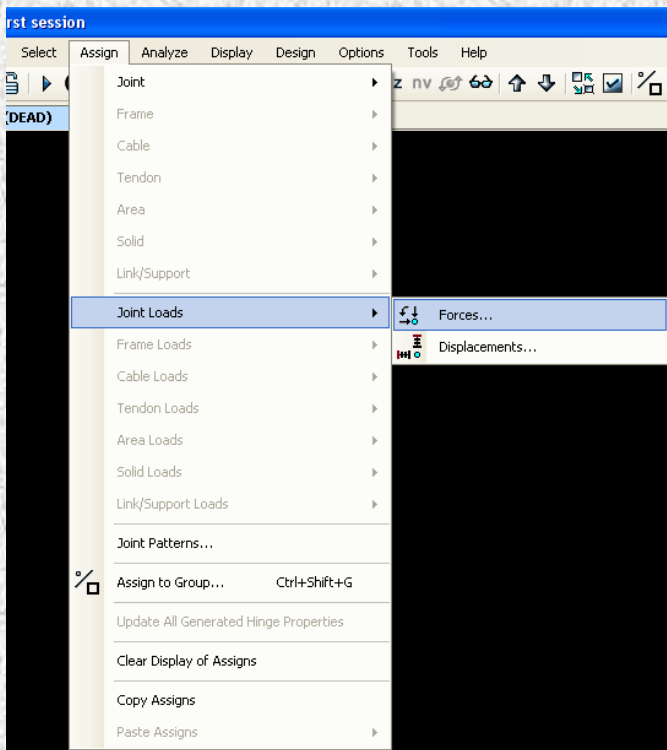 rst session
Select Assign Analyze Display Design Options Tools Help
z nv
(DEAD)
Joint
Frame
Cable
Tendon
Area
Solid
Link/Support
Joint Loads
Forces...
Frame Loads
Displacements...
Cable Loads
Tendon Loads
Area Loads
Solid Loads
Link/Support Loads
Joint Patterns...
Assign to Group... Ctrl+Shift+G
Update All Generated Hinge Properties
Clear Display of Assigns
Copy Assigns
Paste Assigns